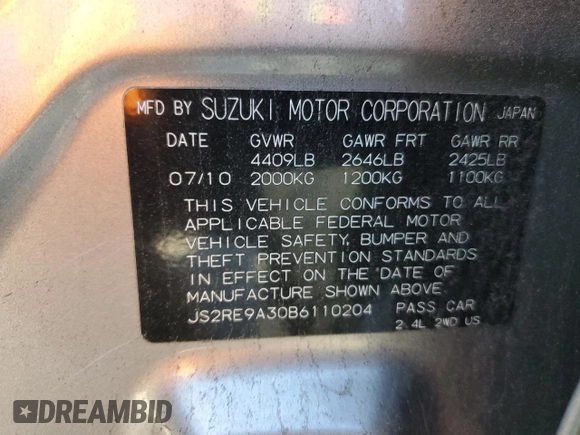 MFD BY SUZUKI MOTOR CORPORATION JAPAN
DATE GVWR GAWR FRT GAWR RR
4409LB 2646LB 2425LB
07/10 2000KG 1200KG 1100KG
THIS VEHICLE CONFORMS TO ALL
APPLICABLE FEDERAL MOTOR
VEHICLE SAFETY, BUMPER AND
THEFT PREVENTION STANDARDS
IN EFFECT ON THE DATE OF
MANUFACTURE SHOWN ABOVE.
JS2RE9A30B6110204 PASS CAR
2.4L 2WD US
DREAMBID